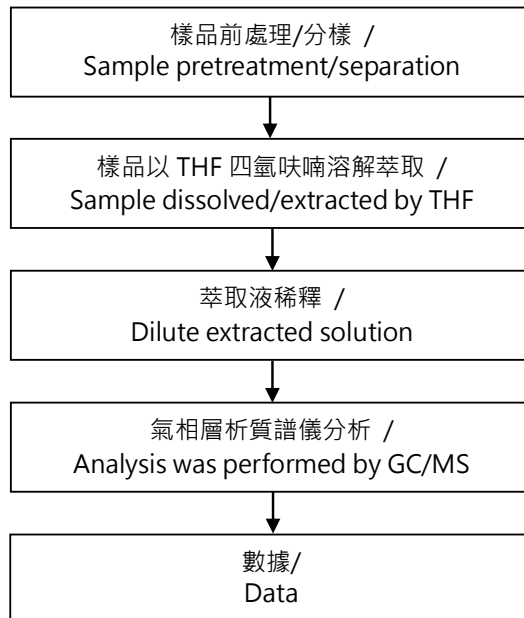 樣品前處理/分樣 /
Sample pretreatment/separation
樣品以 THF 四氫呋喃溶解萃取 /
Sample dissolved/extracted by THF
萃取液稀釋 /
Dilute extracted solution
氣相層析質譜儀分析 /
Analysis was performed by GC/MS
數據/
Data